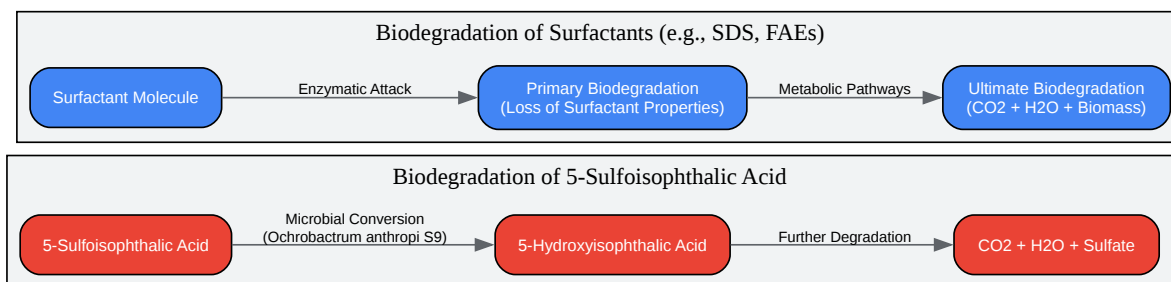 Biodegradation of Surfactants (e.g., SDS, FAEs)
Surfactant Molecule
Enzymatic Attack
Primary Biodegradation
(Loss of Surfactant Properties)
Metabolic Pathways
Ultimate Biodegradation
(CO2 + H2O + Biomass)
Biodegradation of 5-Sulfoisophthalic Acid
5-Sulfoisophthalic Acid
Microbial Conversion
(Ochrobactrum anthropi S9)
5-Hydroxyisophthalic Acid
Further Degradation
CO2 + H2O + Sulfate